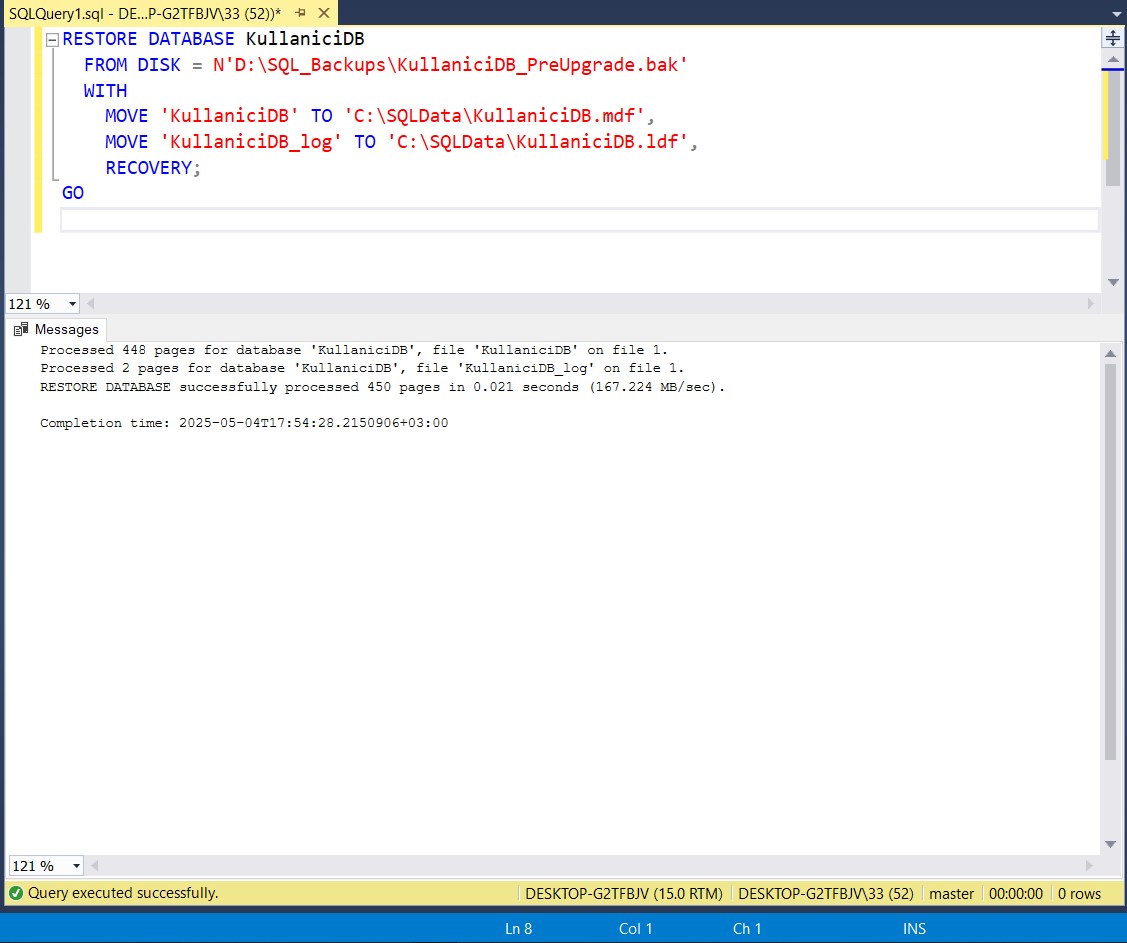 SQLQuery1.sql - DE...P-G2TFBJV\33 (52))*
RESTORE DATABASE KullaniciDB
FROM DISK = N'D:\SQL_Backups\KullaniciDB_PreUpgrade.bak'
WITH
MOVE 'KullaniciDB' TO 'C:\SQLData\KullaniciDB.mdf',
MOVE 'KullaniciDB_log' TO 'C:\SQLData\KullaniciDB.ldf',
RECOVERY;
GO
121 %
Messages
Processed 448 pages for database 'KullaniciDB', file 'KullaniciDB' on file 1.
Processed 2 pages for database 'KullaniciDB', file 'KullaniciDB_log' on file 1.
RESTORE DATABASE successfully processed 450 pages in 0.021 seconds (167.224 MB/sec).
Completion time: 2025-05-04T17:54:28.2150906+03:00
121 %
Query executed successfully. DESKTOP-G2TFBJV (15.0 RTM) DESKTOP-G2TFBJV\33 (52) master 00:00:00 0 rows
Ln 8 Col 1 Ch 1 INS